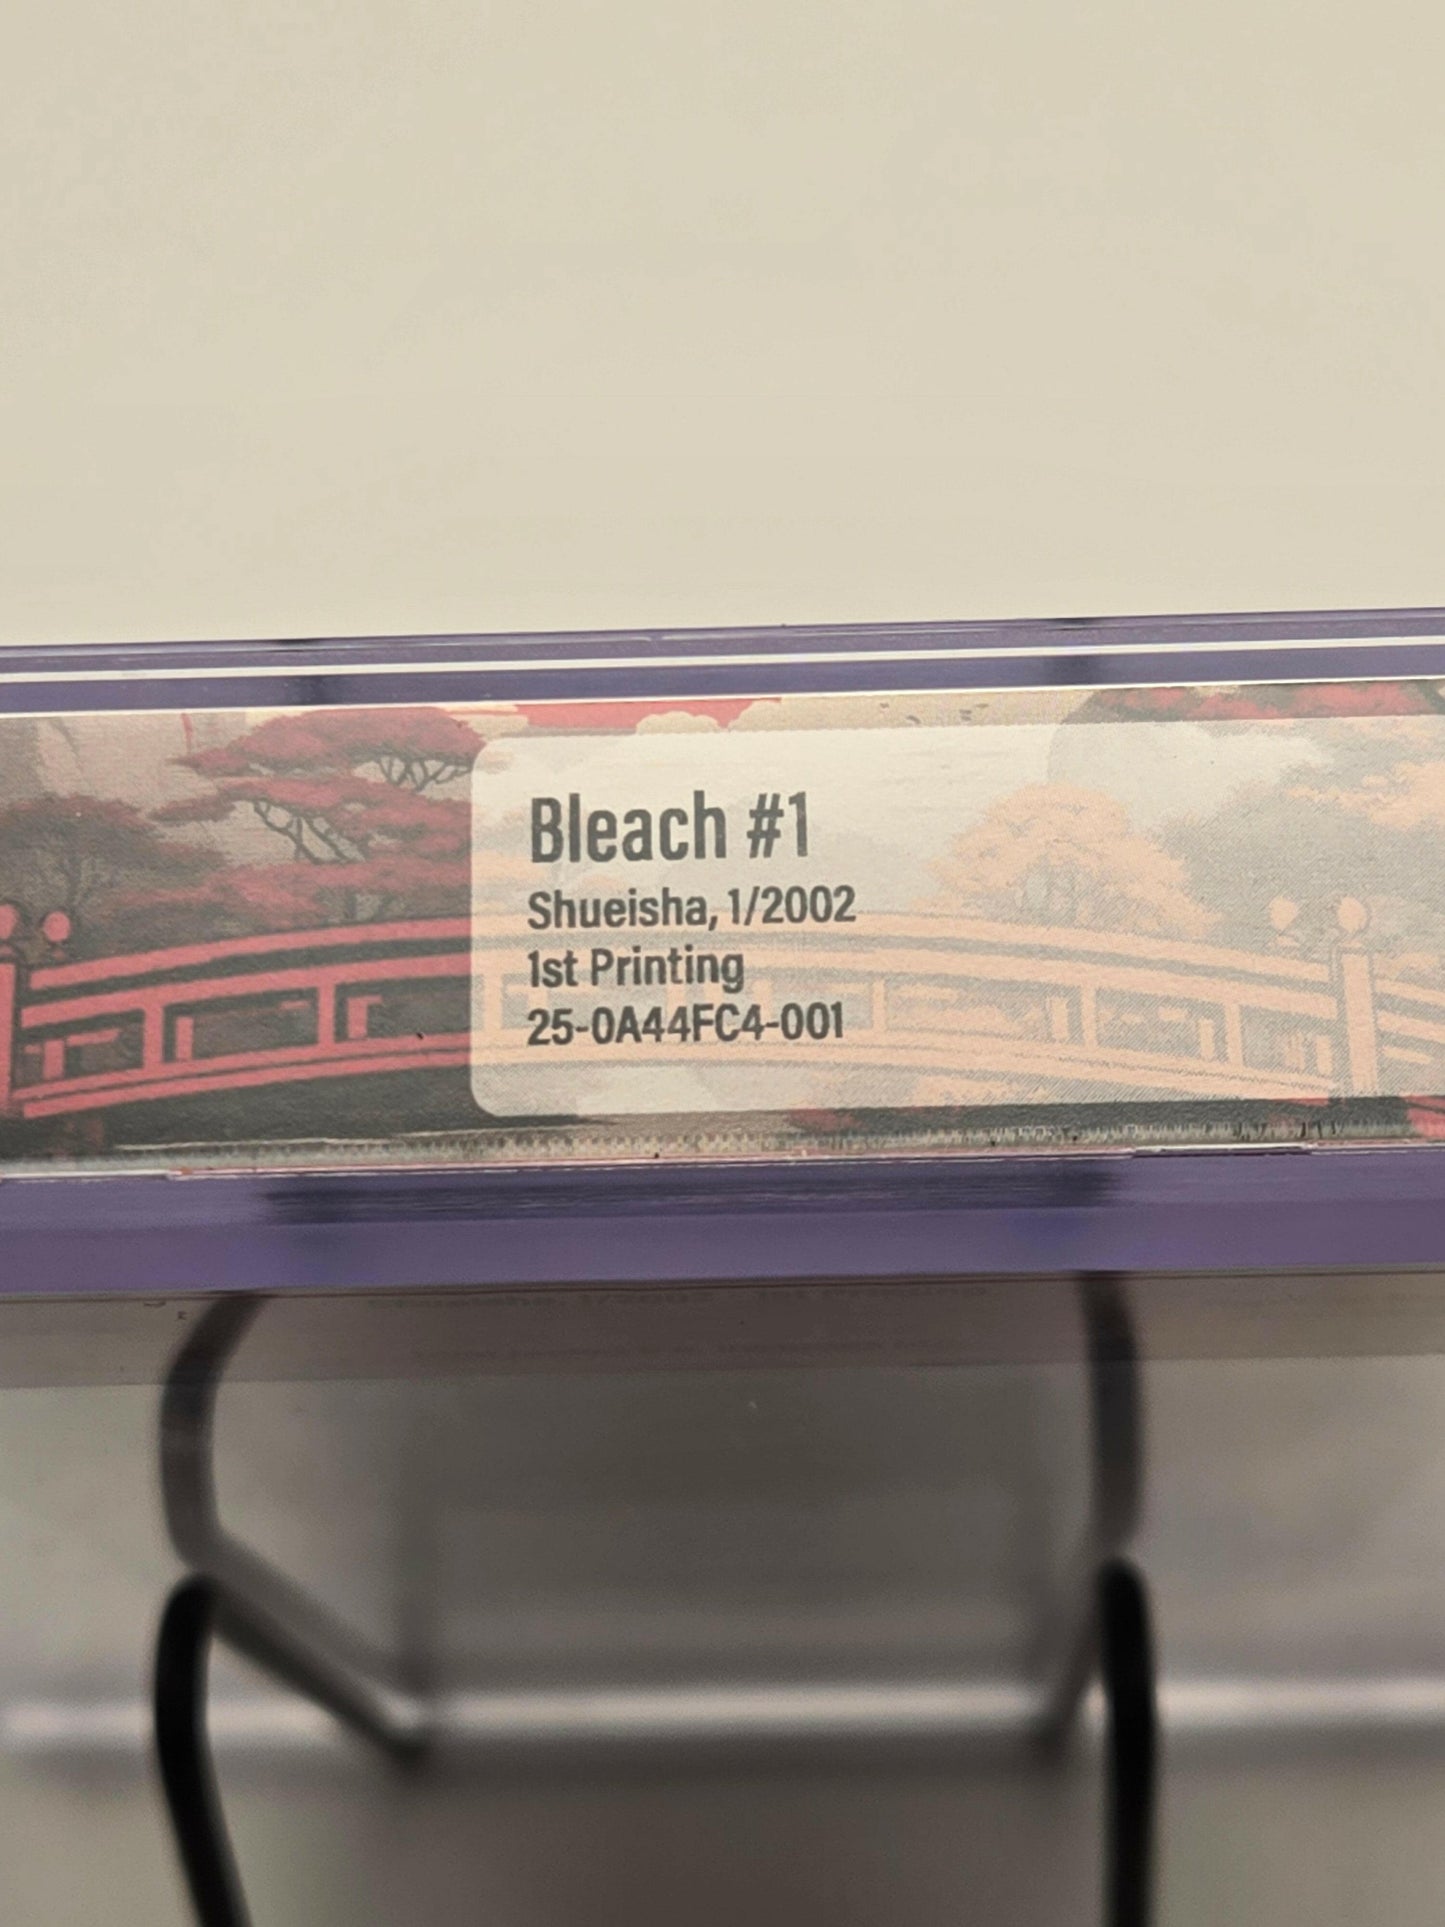 Bleach #1
Shueisha, 1/2002
1st Printing
25-0A44FC4-001